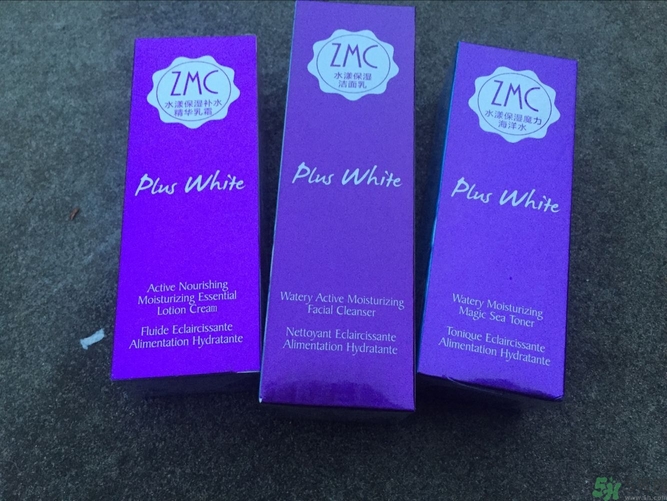 ZMC
水漾保湿补水
精华乳霜
Plus White
Active Nourishing
Moisturizing Essential
Lotion Cream
Fluide Eclaircissante
Alimentation Hydratante
ZMC
水漾保湿
洁面乳
Plus White
Watery Active Moisturizing
Facial Cleanser
Nettoyant Eclaircissante
Alimentation Hydratante
ZMC
水漾保湿魔力
海洋水
Plus White
Watery Moisturizing
Magic Sea Toner
Tonique Eclaircissante
Alimentation Hydratante